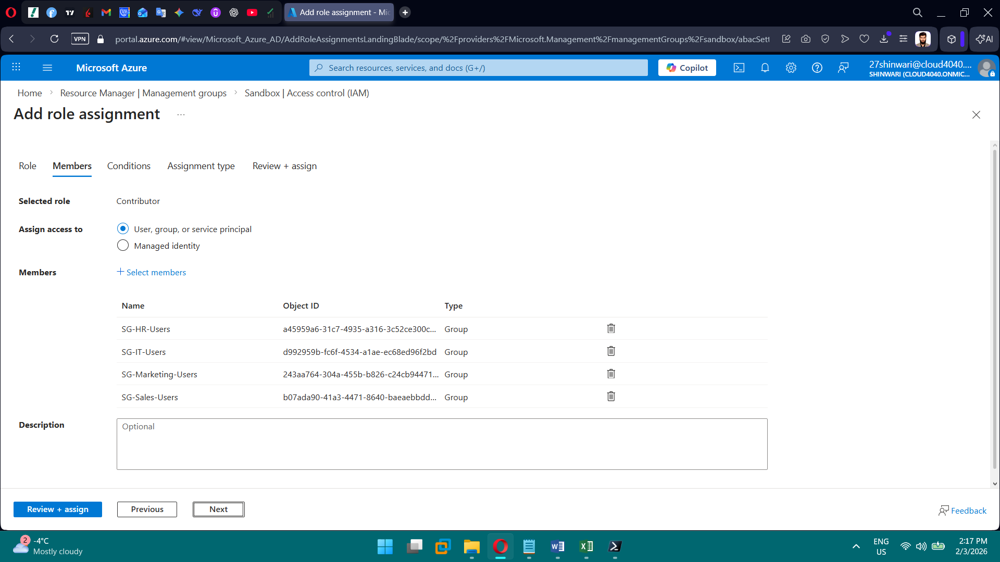 Add role assignment - Mic
VPN
portal.azure.com/#view/Microsoft_Azure_AD/AddRoleAssignmentsLandingBlade/scope/%2Fproviders%2FMicrosoft.Management%2FmanagementGroups%2Fsandbox/abacSett
AI
Microsoft Azure
Search resources, services, and docs (G+/)
Copilot
27shinwari@cloud4040....
SHINWARI (CLOUD4040.ONMIC...
Home > Resource Manager | Management groups > Sandbox | Access control (IAM)
Add role assignment ...
Role Members Conditions Assignment type Review + assign
Selected role Contributor
Assign access to User, group, or service principal
Managed identity
Members + Select members
Name Object ID Type
SG-HR-Users a45959a6-31c7-4935-a316-3c52ce300c... Group
SG-IT-Users d992959b-fc6f-4534-a1ae-ec68ed96f2bd Group
SG-Marketing-Users 243aa764-304a-455b-b826-c24cb94471... Group
SG-Sales-Users b07ada90-41a3-4471-8640-baeaebbdd... Group
Description Optional
Review + assign Previous Next
Feedback
2
-4°C
Mostly cloudy
ENG
US
2:17 PM
2/3/2026